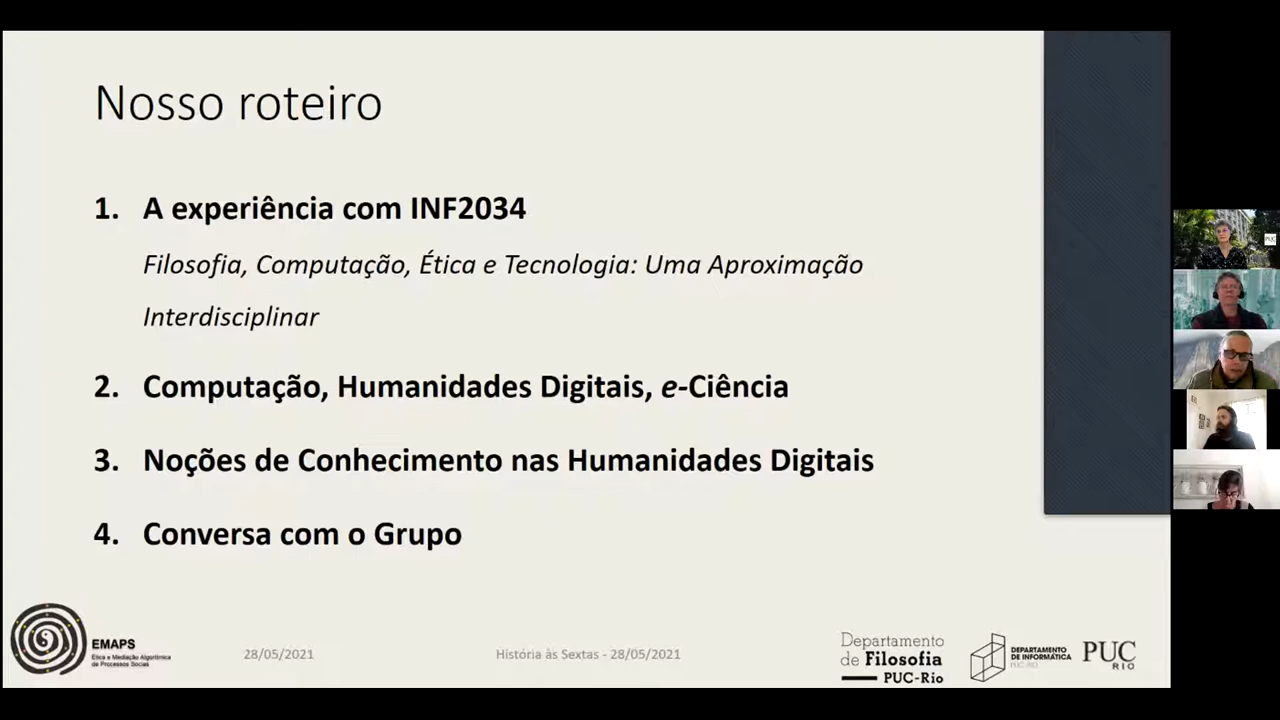 Nosso roteiro
1. A experiência com INF2034
Filosofia, Computação, Ética e Tecnologia: Uma Aproximação
Interdisciplinar
2. Computação, Humanidades Digitais, e-Ciência
3. Noções de Conhecimento nas Humanidades Digitais
4. Conversa com o Grupo
EMAPS
Ética e Mediação Algorítmica
de Processos Sociais
28/05/2021
História às Sextas - 28/05/2021
Departamento
de Filosofia
PUC-Rio
DEPARTAMENTO
DE INFORMÁTICA
PUC-RIO
PUC
RIO
PUC